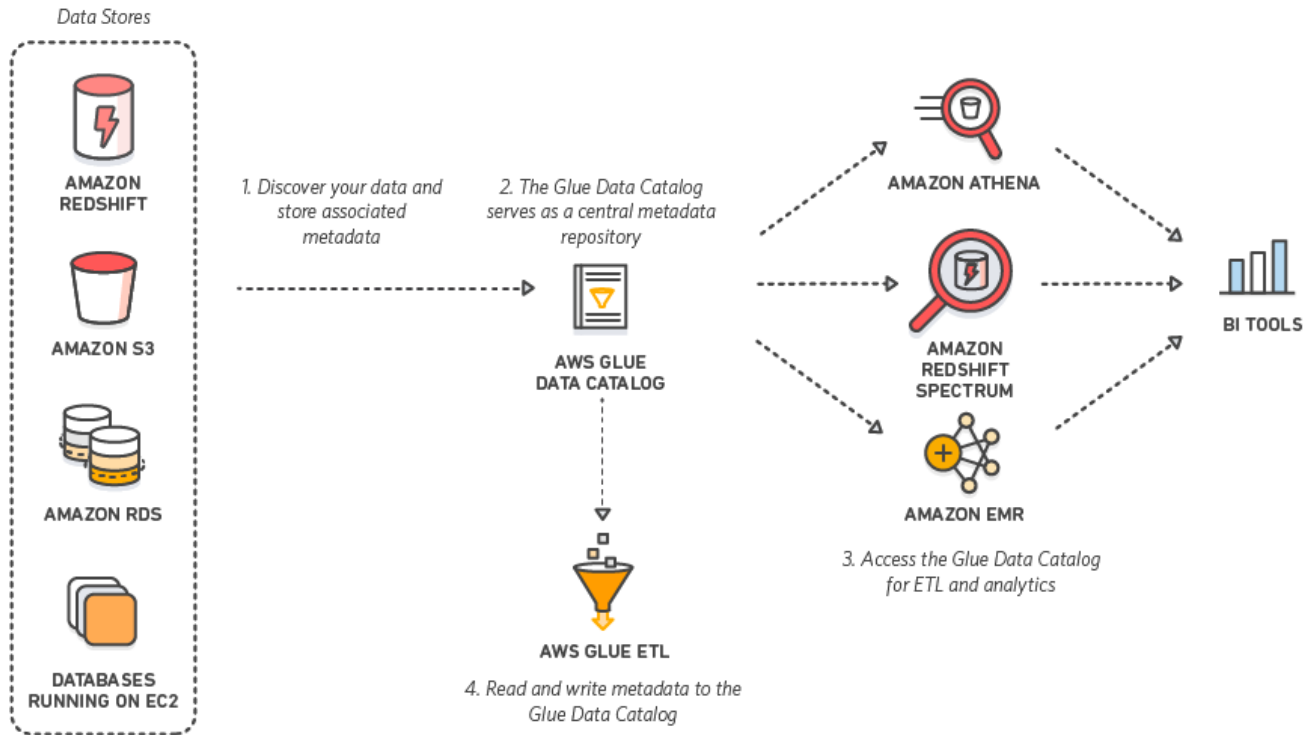 Data Stores
AMAZON
REDSHIFT
AMAZON S3
AMAZON RDS
DATABASES
RUNNING ON EC2
1. Discover your data and
store associated
metadata
2. The Glue Data Catalog
serves as a central metadata
repository
AWS GLUE
DATA CATALOG
AWS GLUE ETL
4. Read and write metadata to the
Glue Data Catalog
AMAZON ATHENA
AMAZON
REDSHIFT
SPECTRUM
AMAZON EMR
3. Access the Glue Data Catalog
for ETL and analytics
BI TOOLS